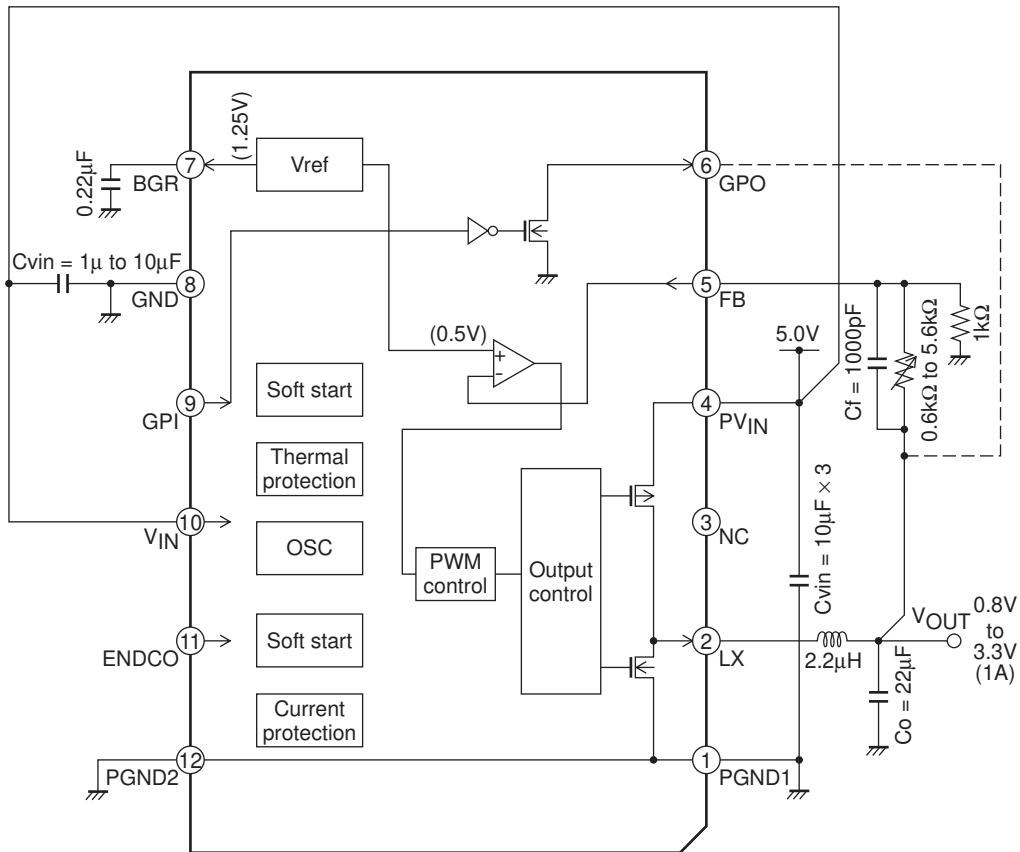 (1.25V)
Vref
7
BGR
0.22µF
6
GPO
Cvin = 1µ to 10µF
8
GND
5
FB
1kΩ
0.6kΩ to 5.6kΩ
Cf = 1000pF
5.0V
(0.5V)
+
-
Soft start
9
GPI
4
PVIN
Thermal
protection
10
VIN
OSC
3
NC
PWM
control
Output
control
Cvin = 10µF × 3
Soft start
11
ENDCO
2
LX
2.2µH
VOUT
0.8V
to
3.3V
(1A)
Co = 22µF
Current
protection
12
PGND2
1
PGND1